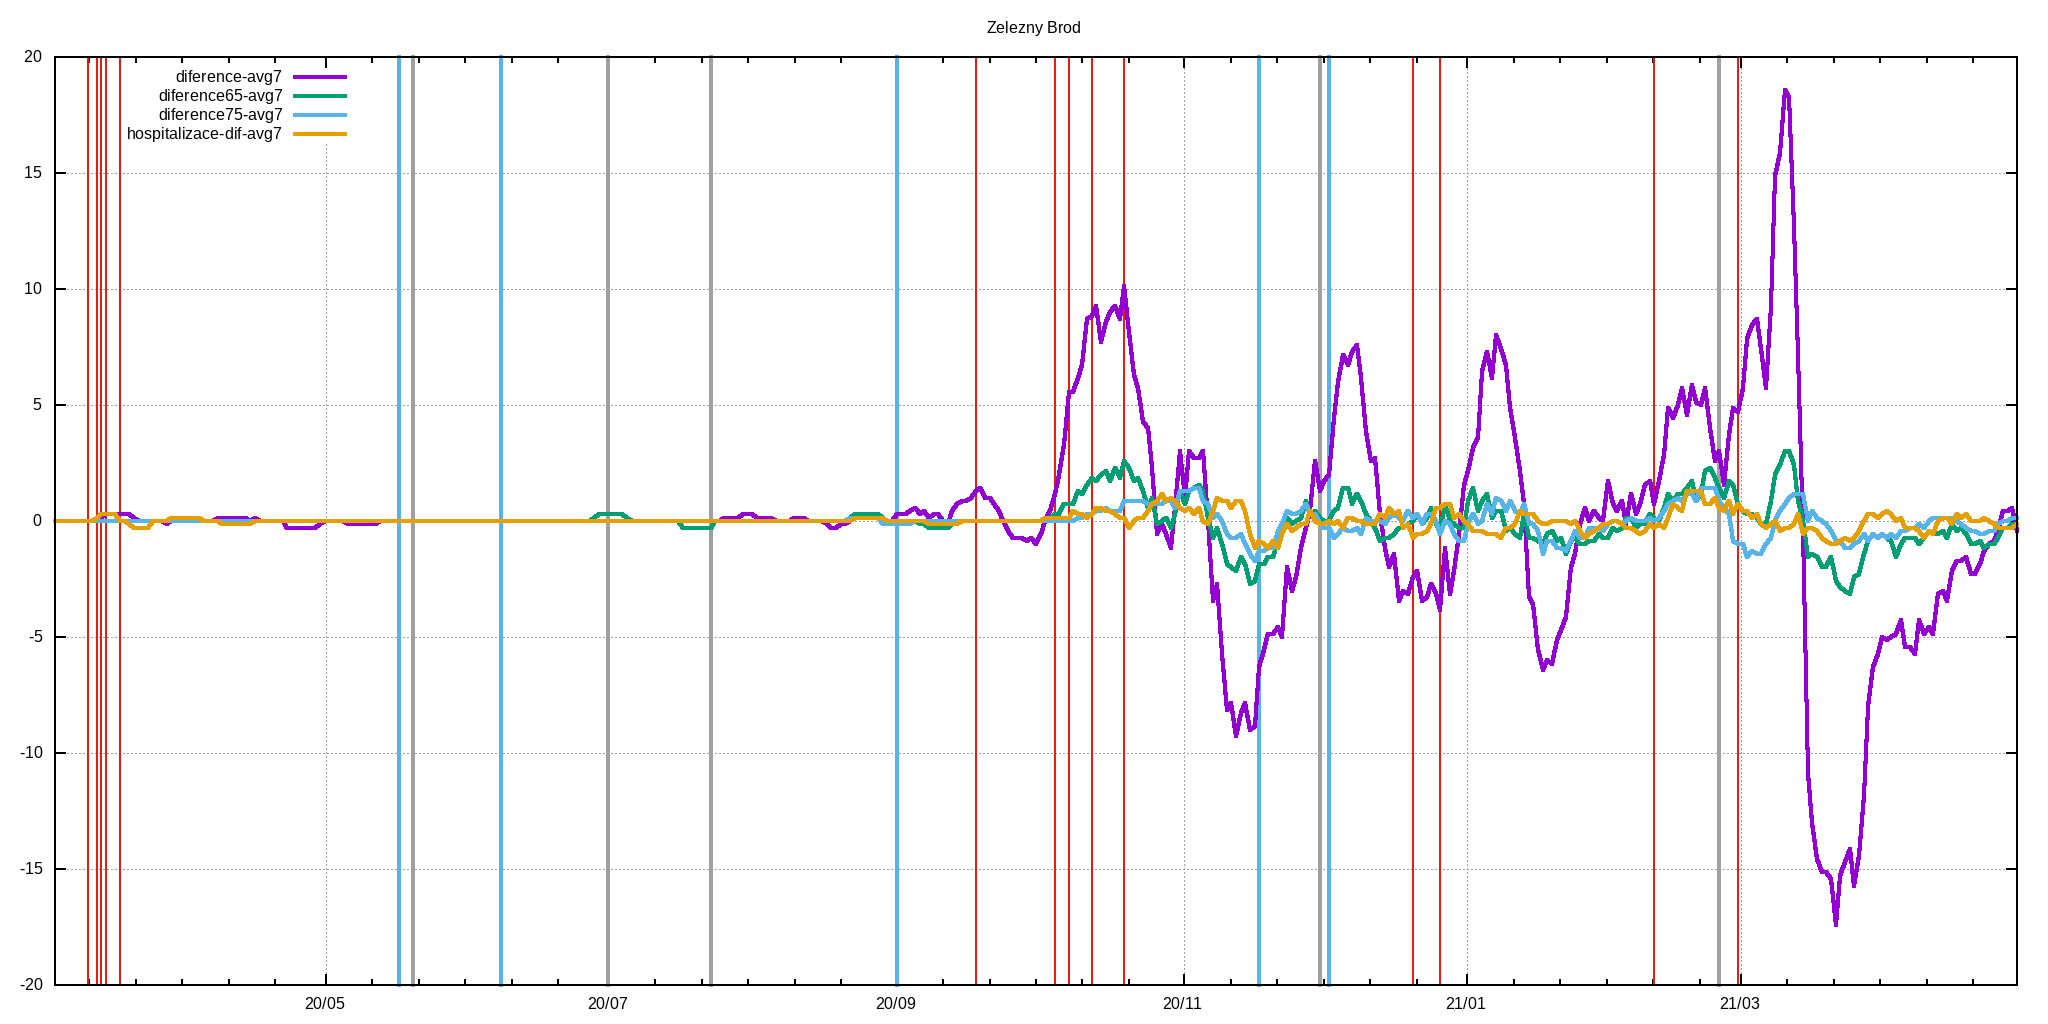 Zelezny Brod
20
diference-avg7
diference65-avg7
diference75-avg7
hospitalizace-dif-avg7
15
10
5
0
-5
-10
-15
-20
20/05 20/07 20/09 20/11 21/01 21/03